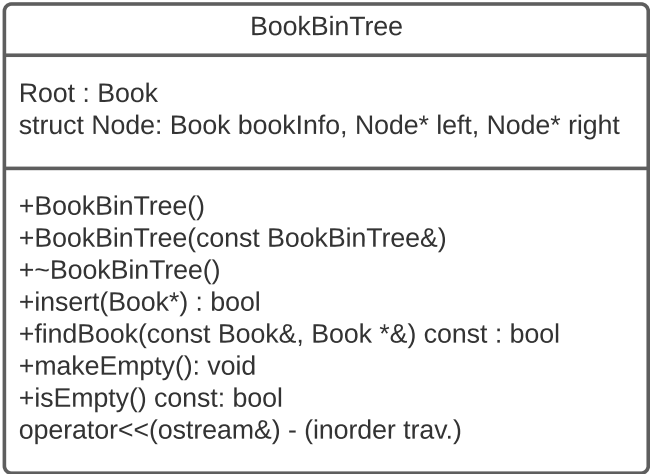 BookBinTree
Root : Book
struct Node: Book bookInfo, Node* left, Node* right
+BookBinTree()
+BookBinTree(const BookBinTree&)
+~BookBinTree()
+insert(Book*) : bool
+findBook(const Book&, Book *&) const : bool
+makeEmpty(): void
+isEmpty() const: bool
operator<<(ostream&) - (inorder trav.)